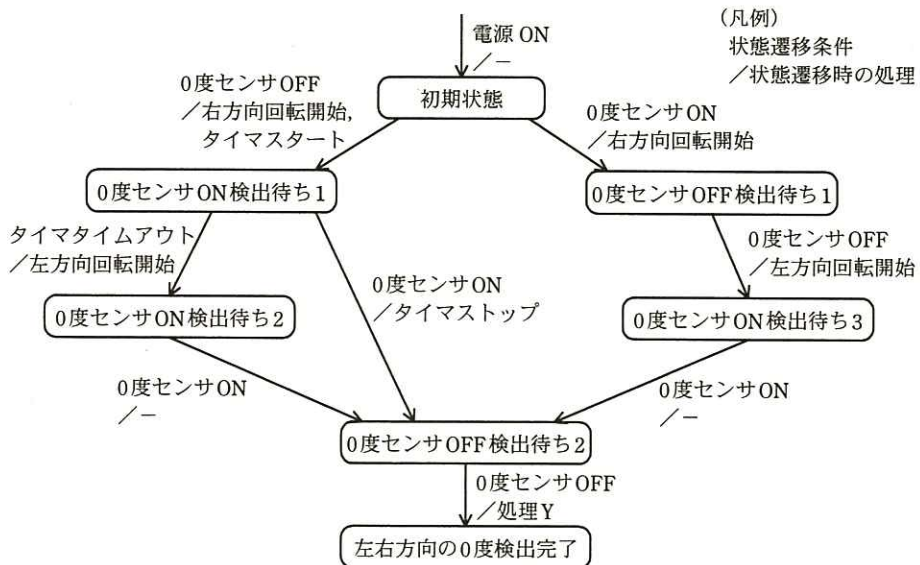 電源 ON
／−
(凡例)
状態遷移条件
／状態遷移時の処理
初期状態
0度センサOFF
／右方向回転開始,
タイマスタート
0度センサON
／右方向回転開始
0度センサON検出待ち1
0度センサOFF検出待ち1
タイマタイムアウト
／左方向回転開始
0度センサON
／タイマストップ
0度センサOFF
／左方向回転開始
0度センサON検出待ち2
0度センサON検出待ち3
0度センサON
／−
0度センサON
／−
0度センサOFF検出待ち2
0度センサOFF
／処理Y
左右方向の0度検出完了